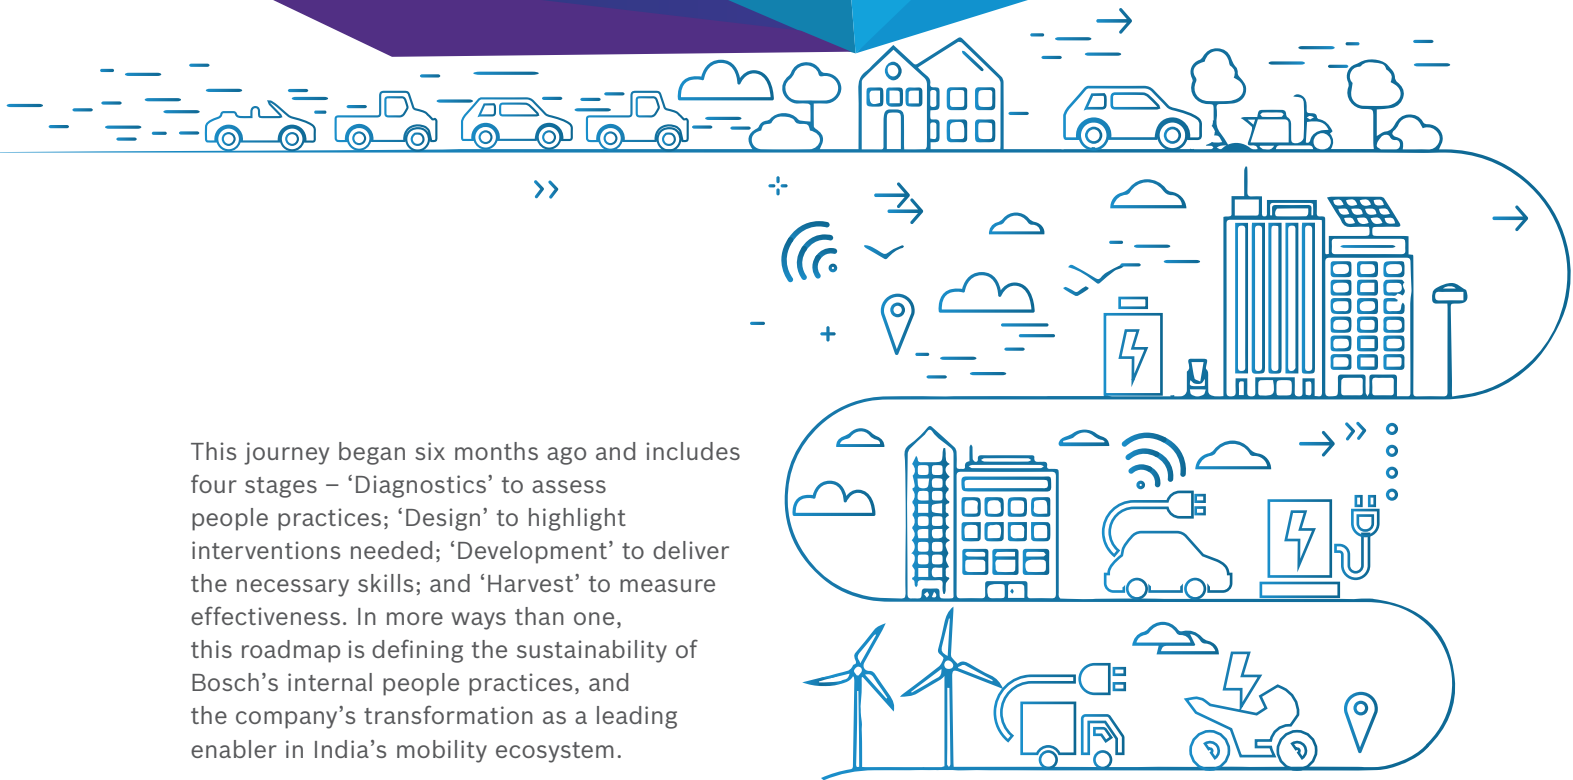 This journey began six months ago and includes
four stages – ‘Diagnostics’ to assess
people practices; ‘Design’ to highlight
interventions needed; ‘Development’ to deliver
the necessary skills; and ‘Harvest’ to measure
effectiveness. In more ways than one,
this roadmap is defining the sustainability of
Bosch’s internal people practices, and
the company’s transformation as a leading
enabler in India’s mobility ecosystem.